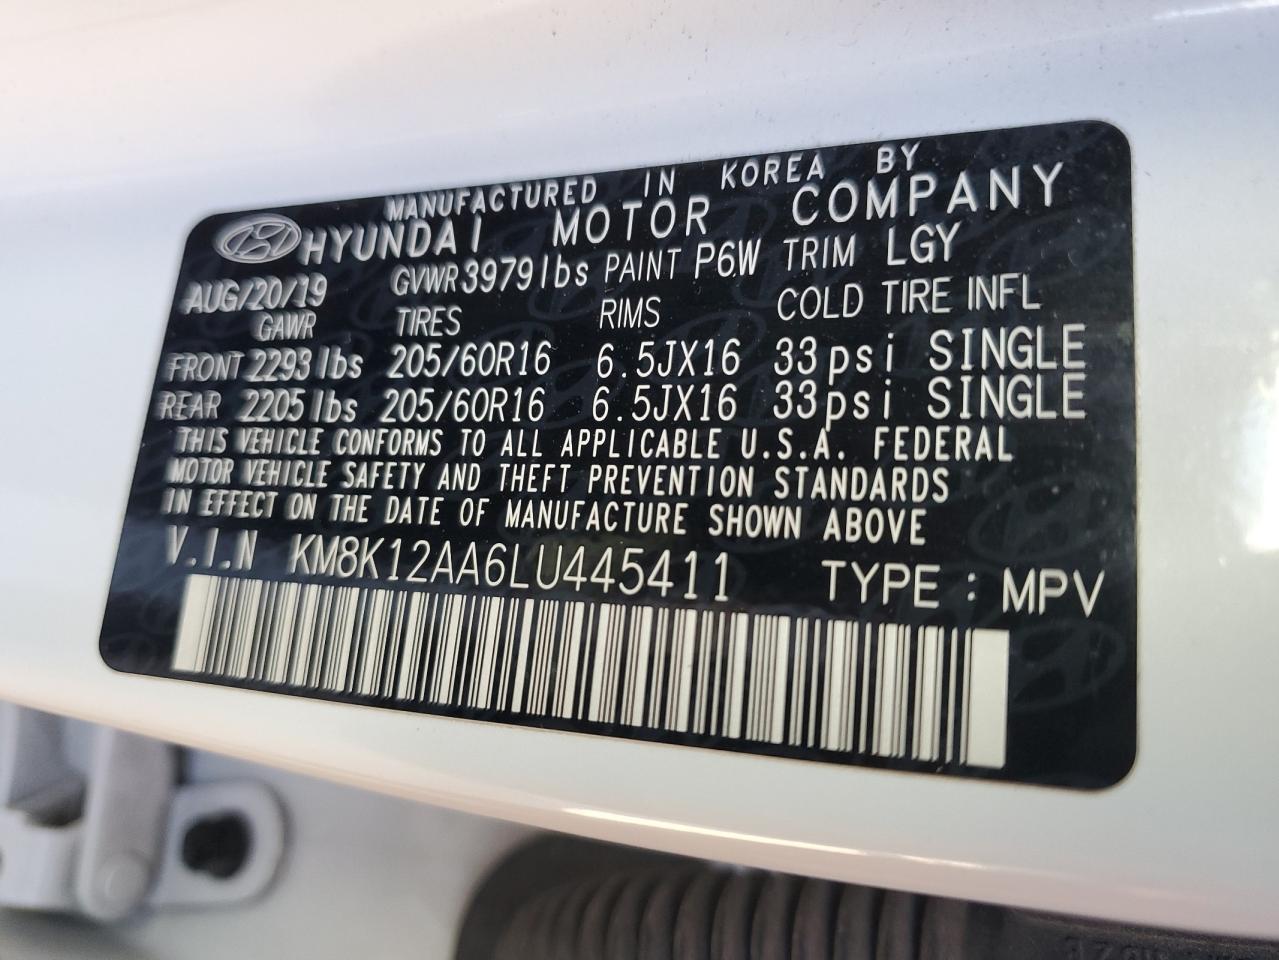 MANUFACTURED IN KOREA BY
HYUNDAI MOTOR COMPANY
AUG/20/19 GVWR 3979lbs PAINT P6W TRIM LGY
GAWR TIRES RIMS COLD TIRE INFL
FRONT 2293lbs 205/60R16 6.5JX16 33psi SINGLE
REAR 2205lbs 205/60R16 6.5JX16 33psi SINGLE
THIS VEHICLE CONFORMS TO ALL APPLICABLE U.S.A. FEDERAL
MOTOR VEHICLE SAFETY AND THEFT PREVENTION STANDARDS
IN EFFECT ON THE DATE OF MANUFACTURE SHOWN ABOVE
V.I.N KM8K12AA6LU445411 TYPE : MPV